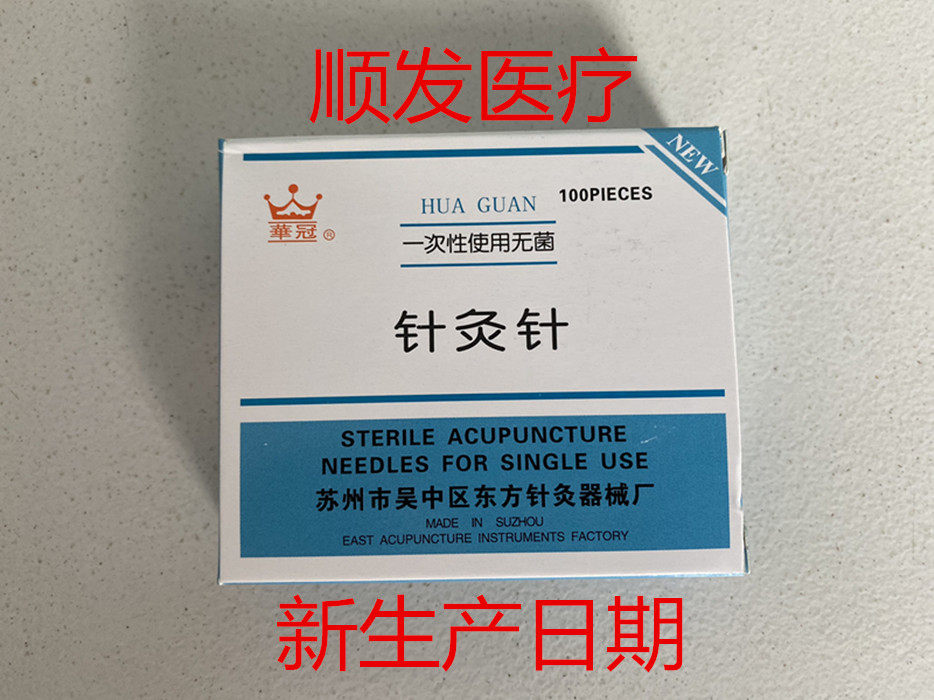 顺发医疗
NEW
100PIECES
HUA GUAN
華冠®
一次性使用无菌
针灸针
STERILE ACUPUNCTURE
NEEDLES FOR SINGLE USE
苏州市吴中区东方针灸器械厂
MADE IN SUZHOU
EAST ACUPUNCTURE INSTRUMENTS FACTORY
新生产日期